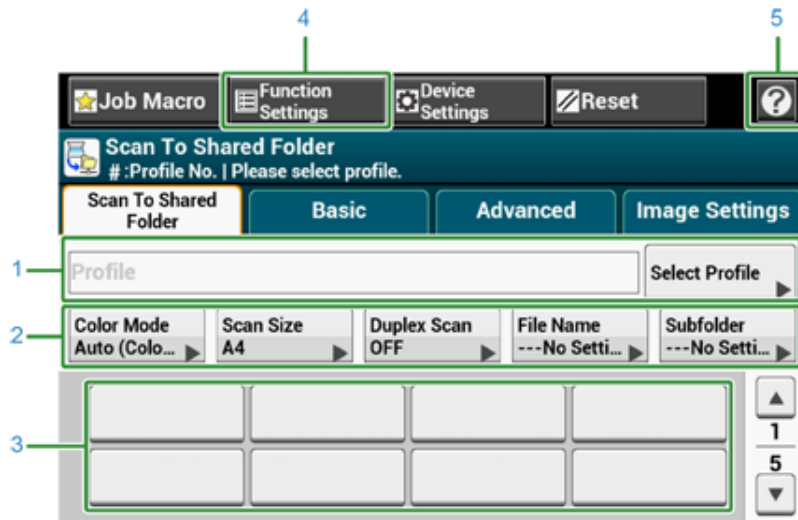 4 5
Job Macro Function Settings Device Settings Reset ?
Scan To Shared Folder
# :Profile No. | Please select profile.
Scan To Shared Folder Basic Advanced Image Settings
1 Profile Select Profile
2 Color Mode Scan Size Duplex Scan File Name Subfolder
Auto (Colo... A4 OFF ---No Setti... ---No Setti...
3
1
5